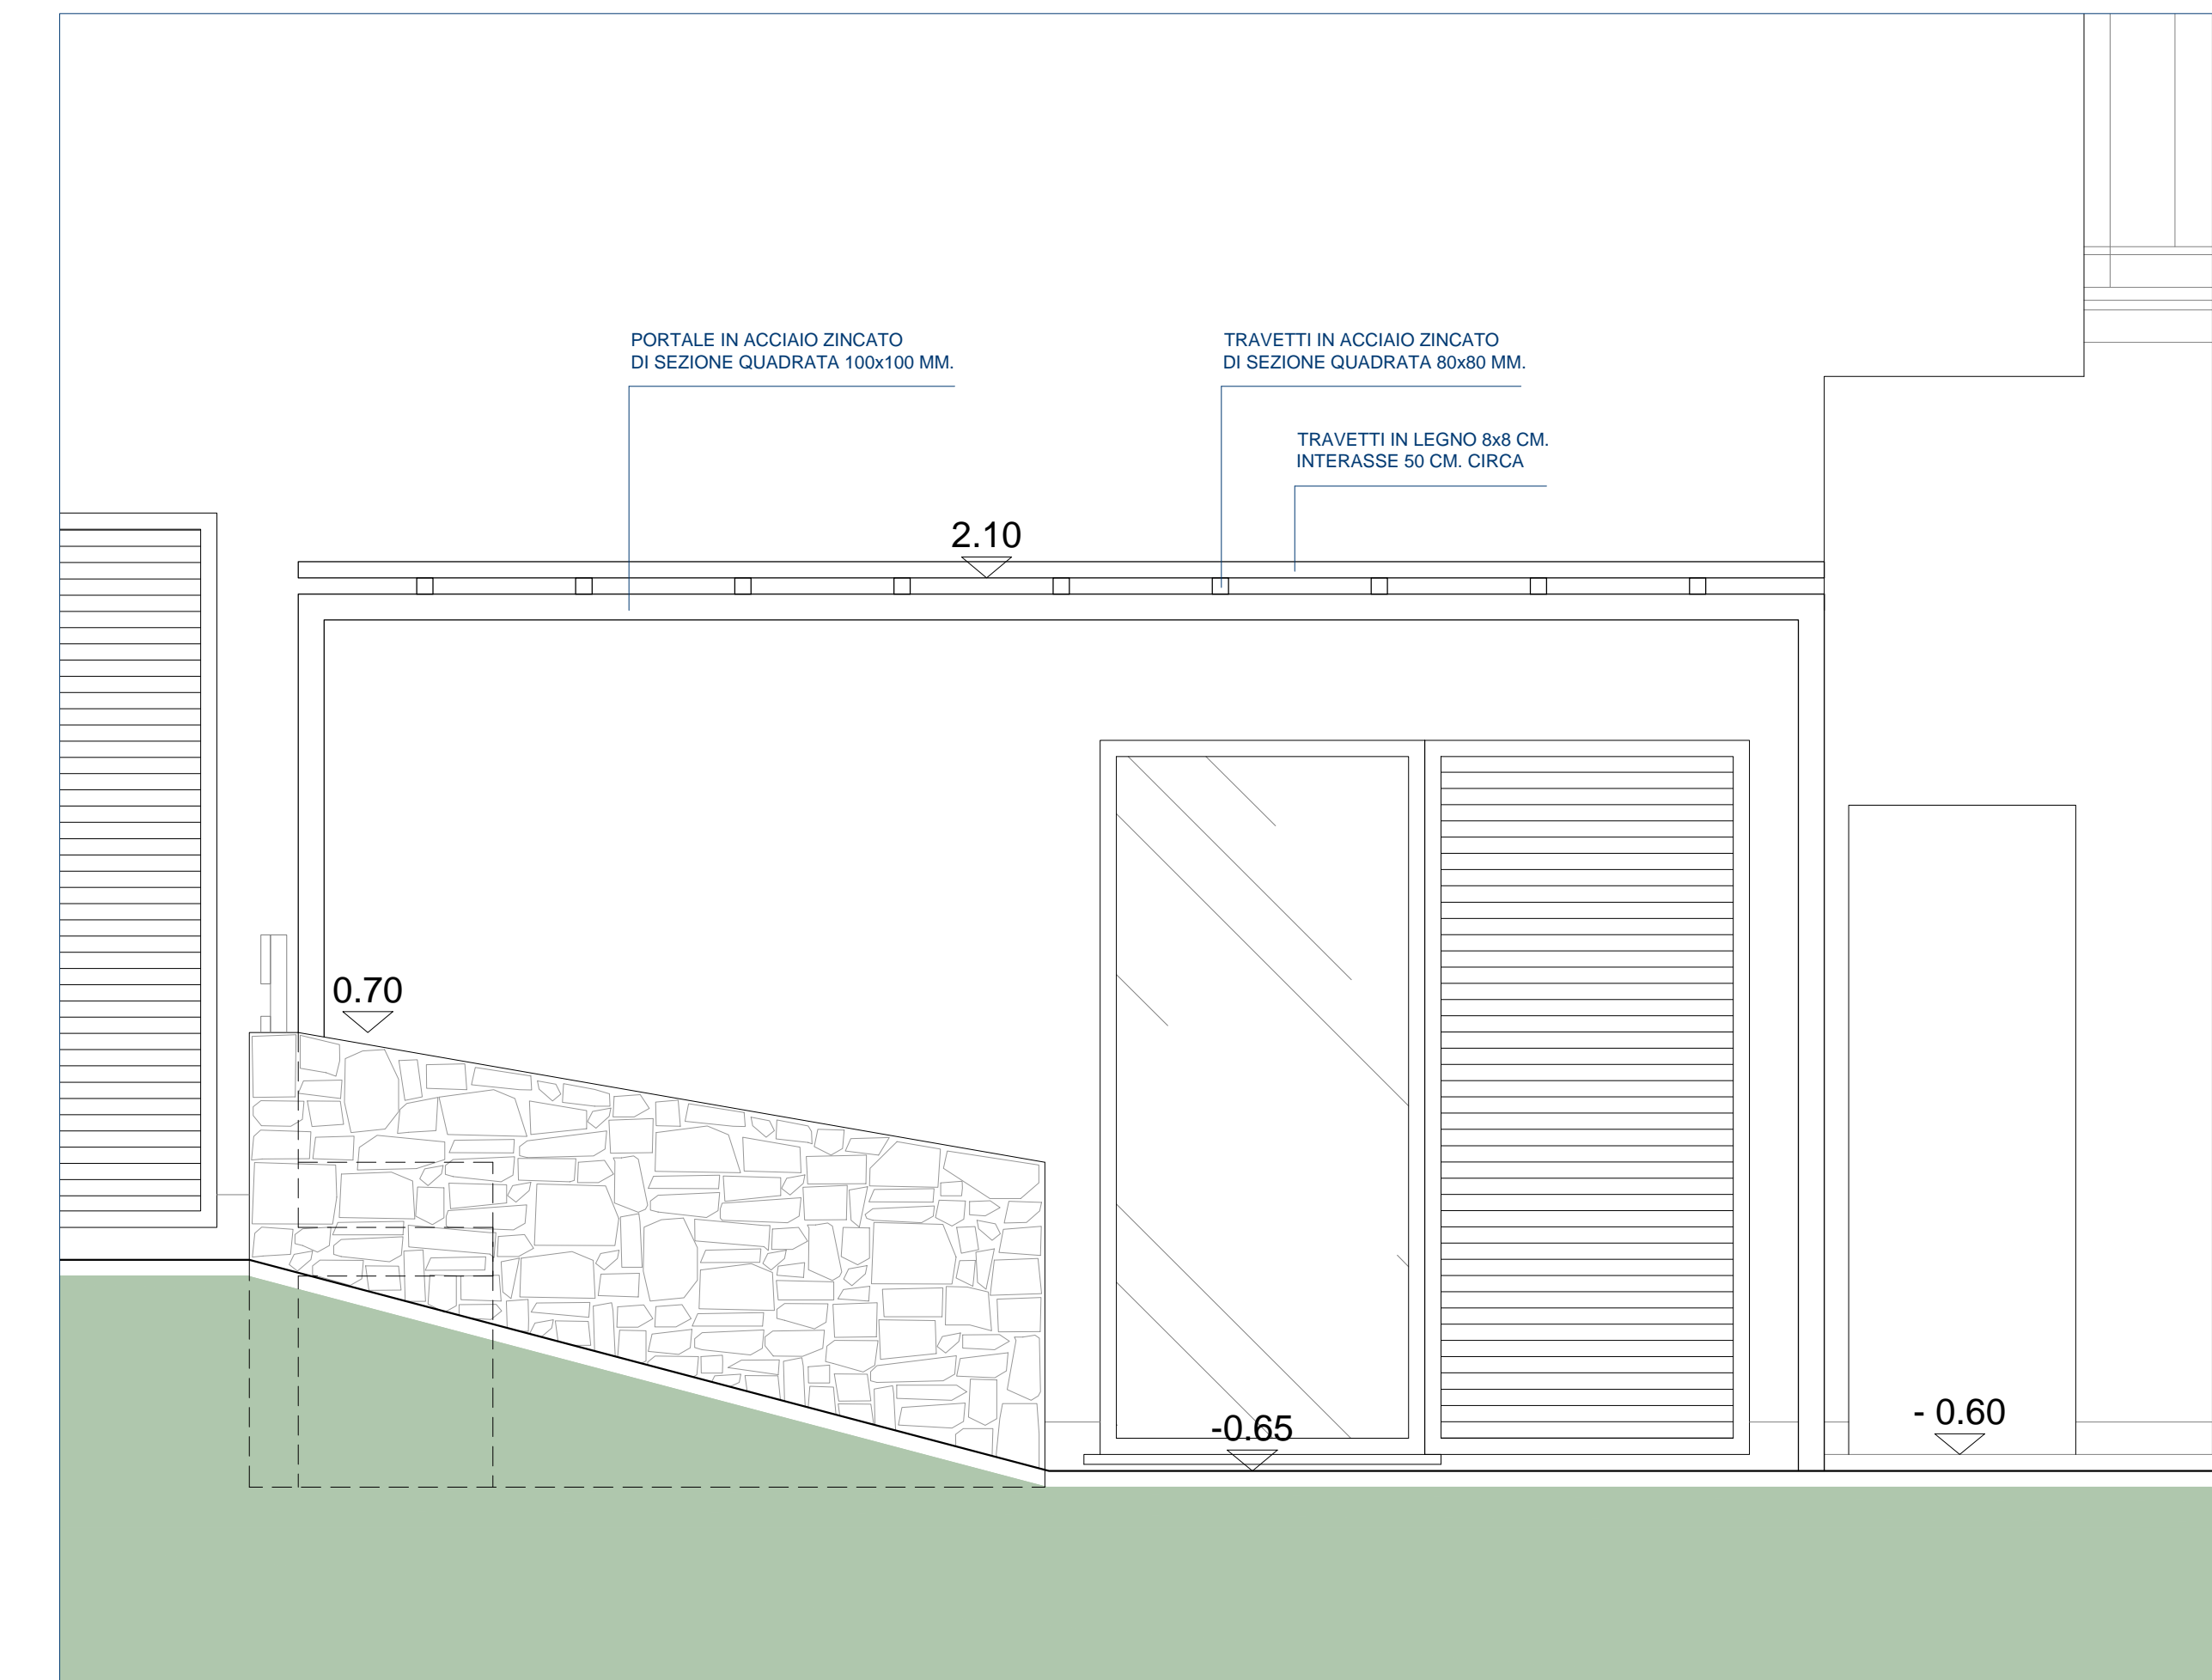 PORTALE IN ACCIAIO ZINCATO
DI SEZIONE QUADRATA 100x100 MM.
TRAVETTI IN ACCIAIO ZINCATO
DI SEZIONE QUADRATA 80x80 MM.
TRAVETTI IN LEGNO 8x8 CM.
INTERASSE 50 CM. CIRCA
2.10
0.70
-0.65
- 0.60